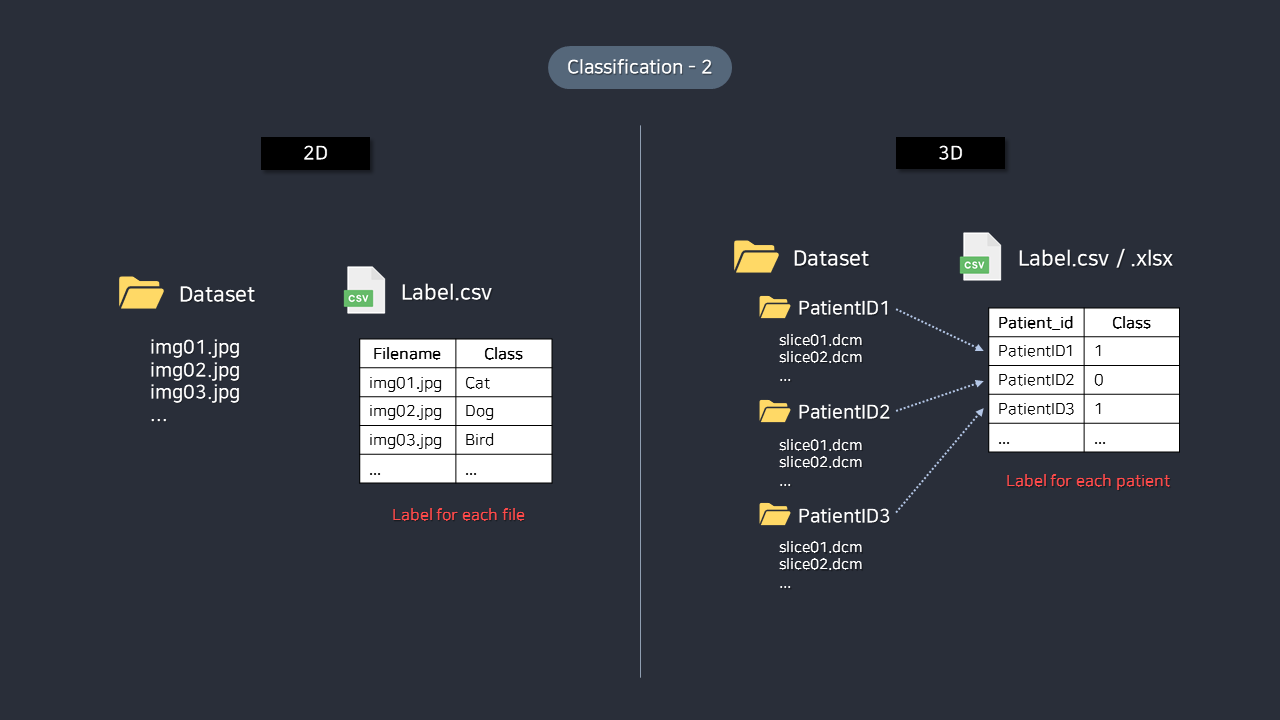 Classification - 2
2D
Dataset
img01.jpg
img02.jpg
img03.jpg
...
CSV
Label.csv
Filename Class
img01.jpg Cat
img02.jpg Dog
img03.jpg Bird
... ...
Label for each file
3D
Dataset
PatientID1
slice01.dcm
slice02.dcm
...
PatientID2
slice01.dcm
slice02.dcm
...
PatientID3
slice01.dcm
slice02.dcm
...
CSV
Label.csv / .xlsx
Patient_id Class
PatientID1 1
PatientID2 0
PatientID3 1
... ...
Label for each patient